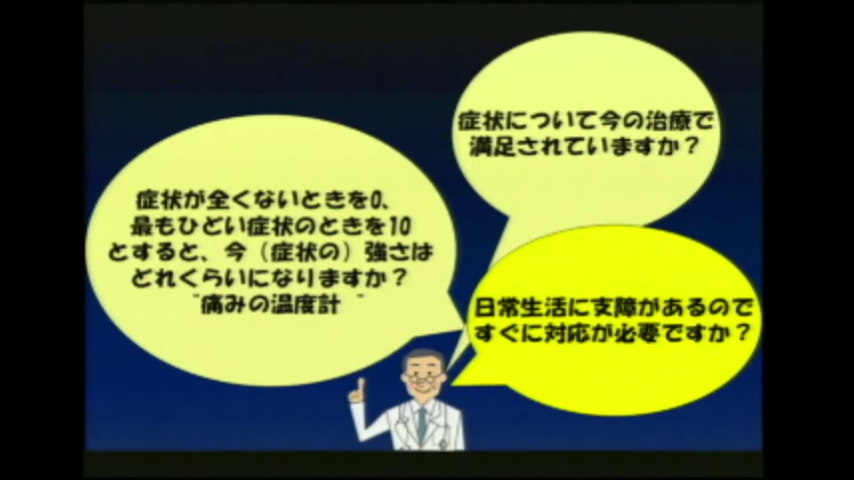 症状について今の治療で
満足されていますか？
症状が全くないときを0、
最もひどい症状のときを10
とすると、今（症状の）強さは
どれくらいになりますか？
"痛みの温度計 "
日常生活に支障があるので
すぐに対応が必要ですか？